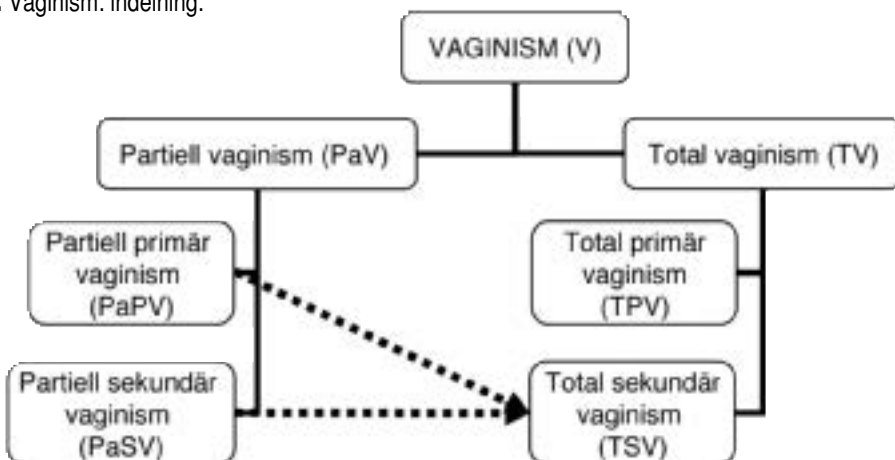 Vaginism. Indelning.
VAGINISM (V)
Partiell vaginism (PaV)
Total vaginism (TV)
Partiell primär
vaginism
(PaPV)
Total primär
vaginism
(TPV)
Partiell sekundär
vaginism
(PaSV)
Total sekundär
vaginism
(TSV)